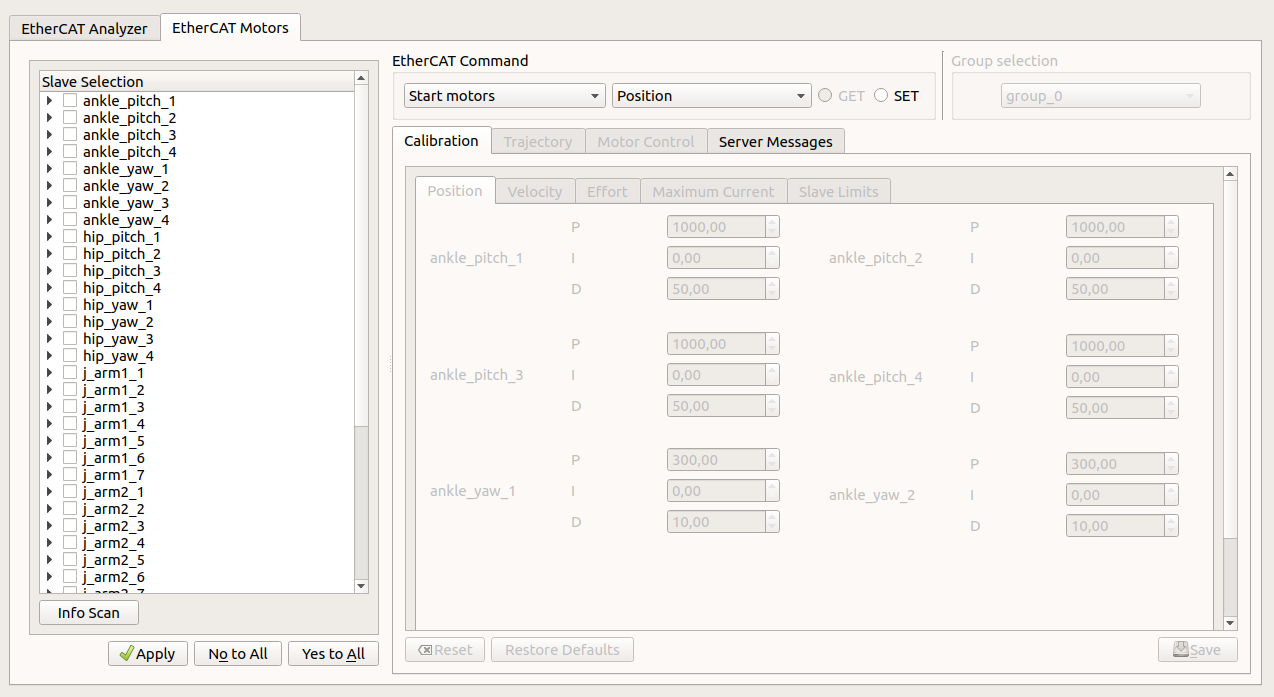 EtherCAT Analyzer
EtherCAT Motors
Slave Selection
ankle_pitch_1
ankle_pitch_2
ankle_pitch_3
ankle_pitch_4
ankle_yaw_1
ankle_yaw_2
ankle_yaw_3
ankle_yaw_4
hip_pitch_1
hip_pitch_2
hip_pitch_3
hip_pitch_4
hip_yaw_1
hip_yaw_2
hip_yaw_3
hip_yaw_4
j_arm1_1
j_arm1_2
j_arm1_3
j_arm1_4
j_arm1_5
j_arm1_6
j_arm1_7
j_arm2_1
j_arm2_2
j_arm2_3
j_arm2_4
j_arm2_5
j_arm2_6
j_arm2_7
Info Scan
Apply
No to All
Yes to All
EtherCAT Command
Start motors
Position
GET
SET
Group selection
group_0
Calibration
Trajectory
Motor Control
Server Messages
Position
Velocity
Effort
Maximum Current
Slave Limits
ankle_pitch_1
P 1000,00
I 0,00
D 50,00
ankle_pitch_2
P 1000,00
I 0,00
D 50,00
ankle_pitch_3
P 1000,00
I 0,00
D 50,00
ankle_pitch_4
P 1000,00
I 0,00
D 50,00
ankle_yaw_1
P 300,00
I 0,00
D 10,00
ankle_yaw_2
P 300,00
I 0,00
D 10,00
Reset
Restore Defaults
Save